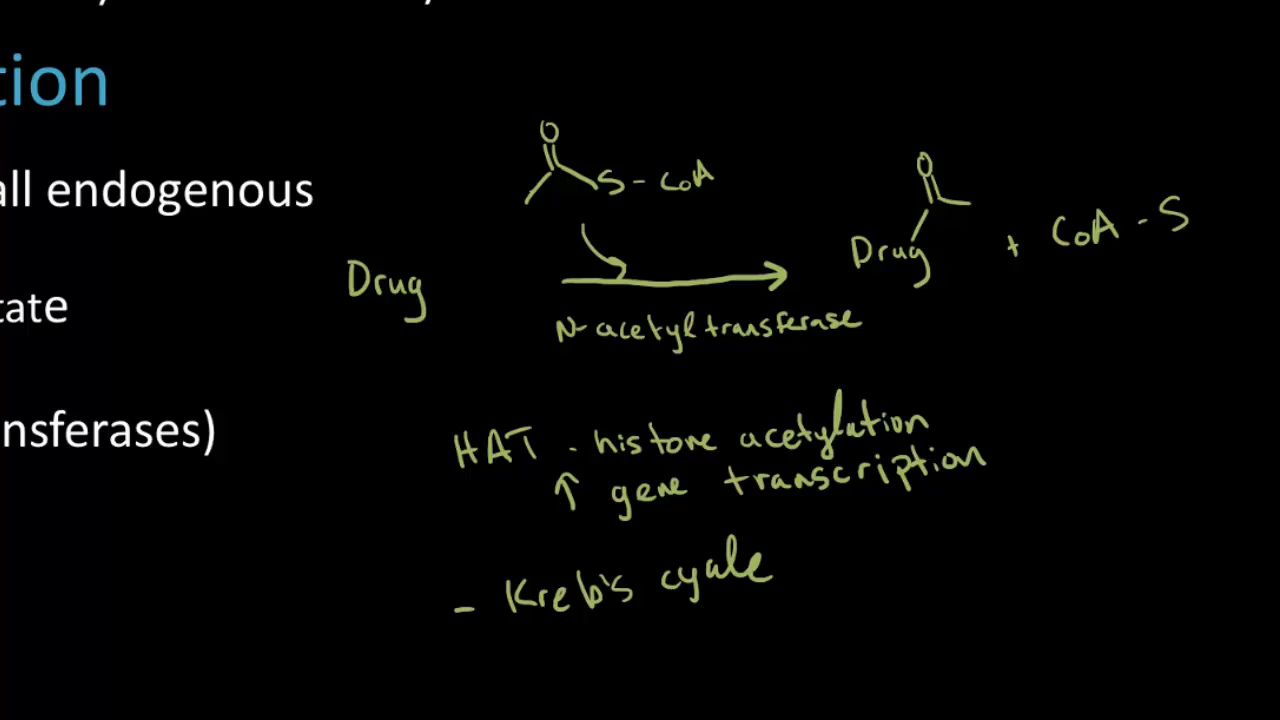 tion
all endogenous
tate
nsferases)
O
S - CoA
Drug
N-acetyltransferase
O
Drug + CoA - S
HAT - histone acetylation
↑ gene transcription
- Kreb's cycle